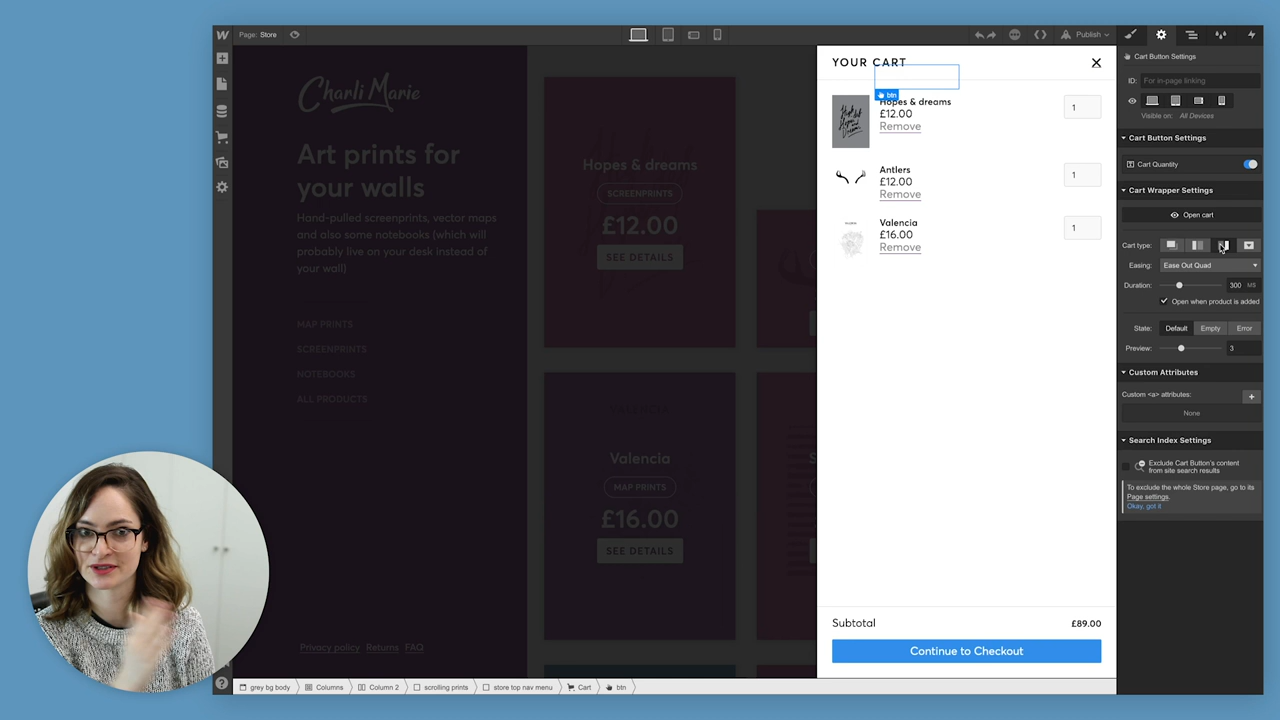 Page: Store
Publish
Charli Marie
Art prints for
your walls
Hand-pulled screenprints, vector maps
and also some notebooks (which will
probably live on your desk instead of
your wall)
MAP PRINTS
SCREENPRINTS
NOTEBOOKS
ALL PRODUCTS
Privacy policy Returns FAQ
Hopes & dreams
SCREENPRINTS
£12.00
SEE DETAILS
Valencia
MAP PRINTS
£16.00
SEE DETAILS
YOUR CART
btn
Hopes & dreams
£12.00
Remove
1
Antlers
£12.00
Remove
1
Valencia
£16.00
Remove
1
Subtotal £89.00
Continue to Checkout
Cart Button Settings
ID: For in-page linking
Visible on: All Devices
Cart Button Settings
Cart Quantity
Cart Wrapper Settings
Open cart
Cart type:
Easing: Ease Out Quad
Duration: 300 MS
Open when product is added
State: Default Empty Error
Preview: 3
Custom Attributes
Custom <a> attributes: +
None
Search Index Settings
Exclude Cart Button's content
from site search results
To exclude the whole Store page, go to its
Page settings.
Okay, got it
grey bg body Columns Column 2 scrolling prints store top nav menu Cart btn